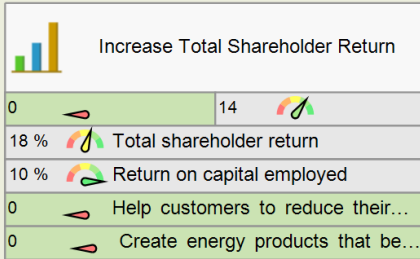 Increase Total Shareholder Return
0 14
18 % Total shareholder return
10 % Return on capital employed
0 Help customers to reduce their...
0 Create energy products that be...